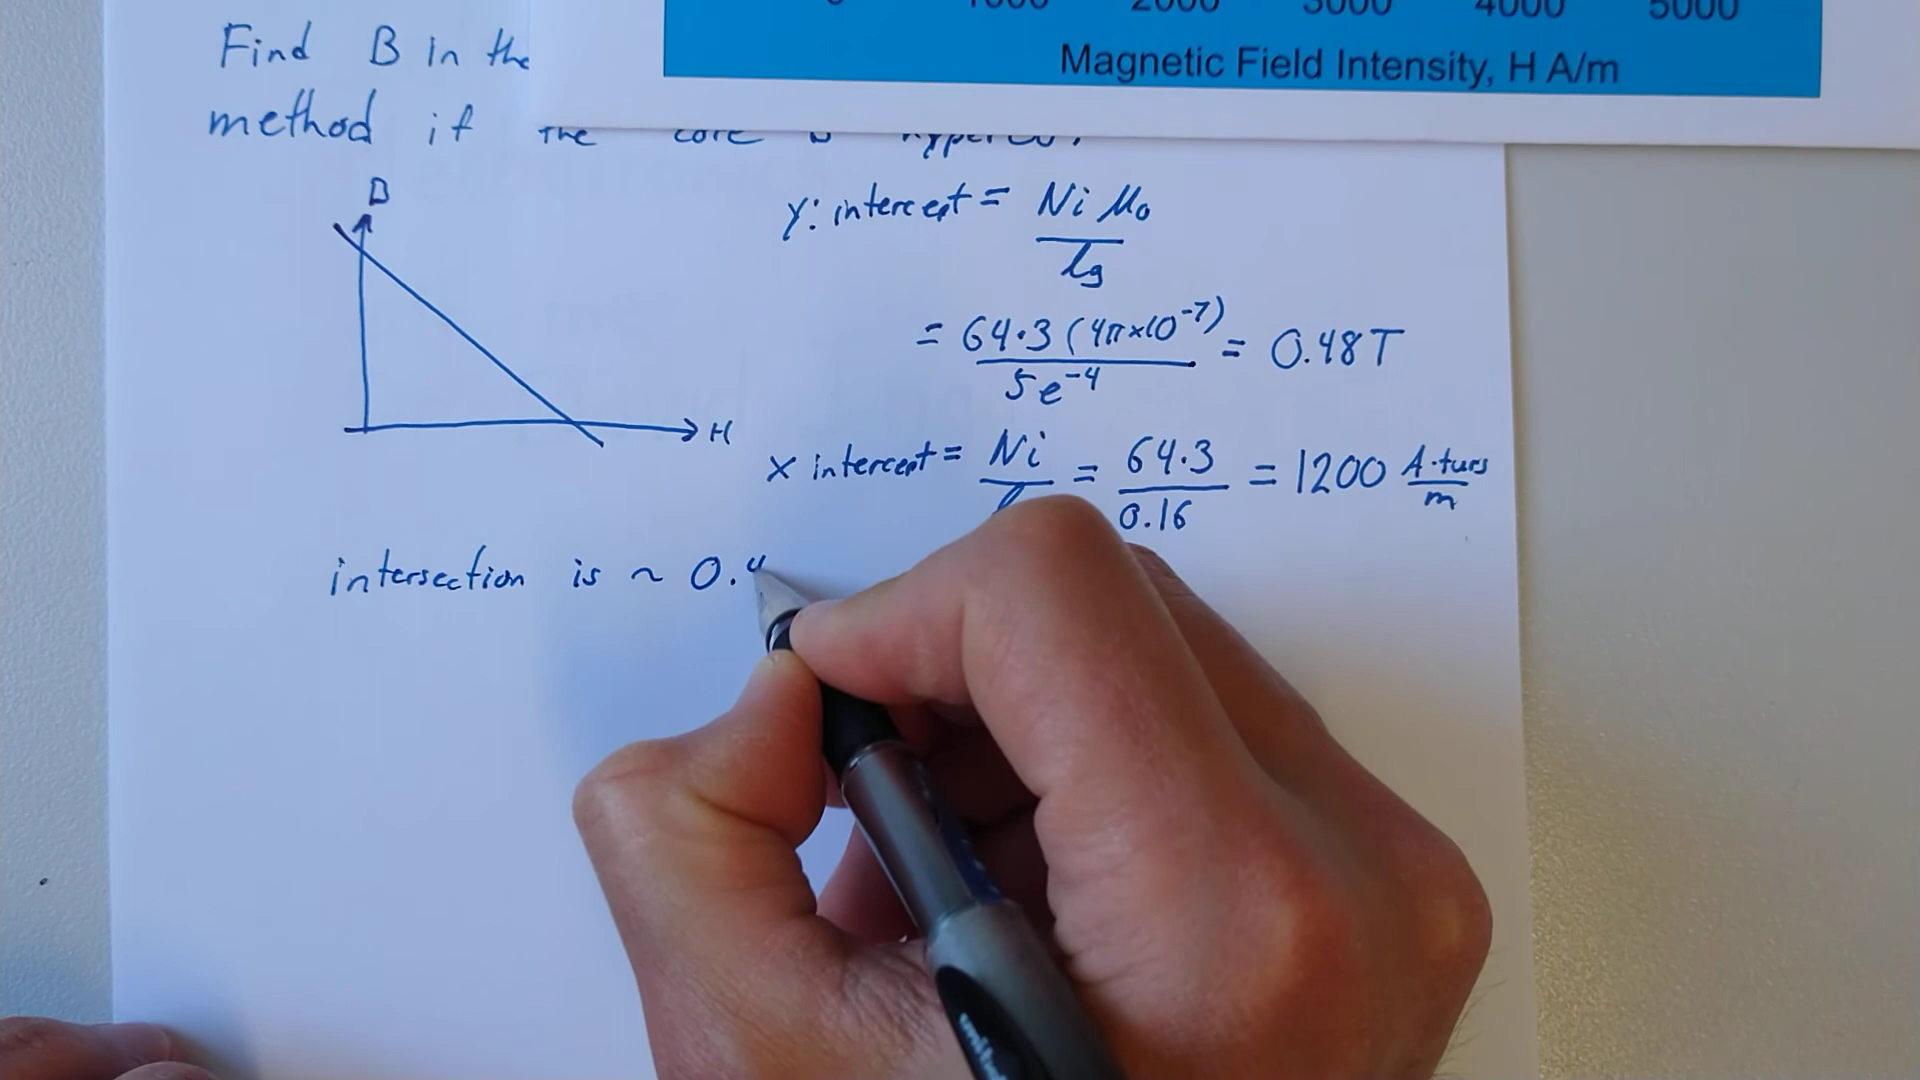 1000 2000 3000 4000 5000
Magnetic Field Intensity, H A/m
Find B in the
method if the core
B
H
y: intercept = Ni μ₀
lg
= 64.3 (4π×10⁻⁷) = 0.48T
5e⁻⁴
x intercept = Ni = 64.3 = 1200 A·turs
0.16 m
intersection is ~ 0.4